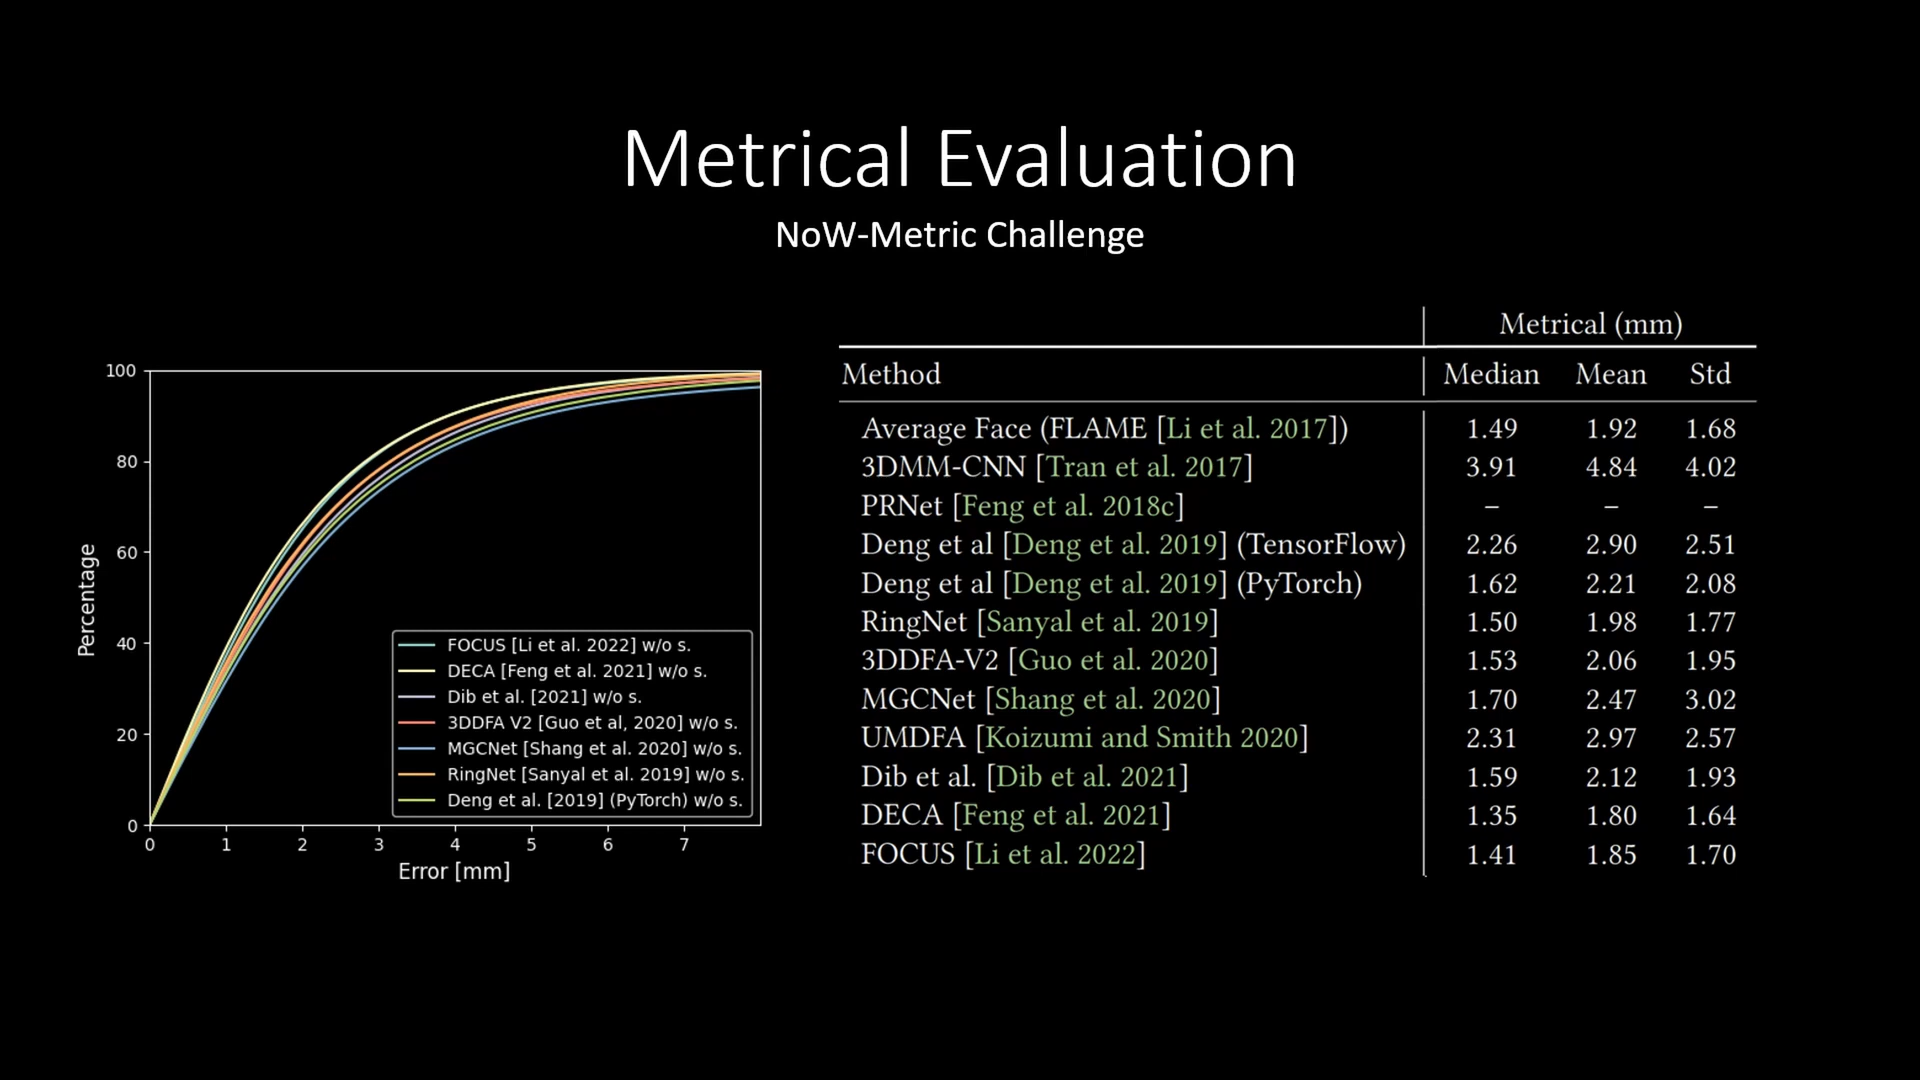 Metrical Evaluation
NoW-Metric Challenge
100
80
60
40
20
0
Percentage
0 1 2 3 4 5 6 7
Error [mm]
FOCUS [Li et al. 2022] w/o s.
DECA [Feng et al. 2021] w/o s.
Dib et al. [2021] w/o s.
3DDFA V2 [Guo et al, 2020] w/o s.
MGCNet [Shang et al. 2020] w/o s.
RingNet [Sanyal et al. 2019] w/o s.
Deng et al. [2019] (PyTorch) w/o s.
Metrical (mm)
Method Median Mean Std
Average Face (FLAME [Li et al. 2017]) 1.49 1.92 1.68
3DMM-CNN [Tran et al. 2017] 3.91 4.84 4.02
PRNet [Feng et al. 2018c] – – –
Deng et al [Deng et al. 2019] (TensorFlow) 2.26 2.90 2.51
Deng et al [Deng et al. 2019] (PyTorch) 1.62 2.21 2.08
RingNet [Sanyal et al. 2019] 1.50 1.98 1.77
3DDFA-V2 [Guo et al. 2020] 1.53 2.06 1.95
MGCNet [Shang et al. 2020] 1.70 2.47 3.02
UMDFA [Koizumi and Smith 2020] 2.31 2.97 2.57
Dib et al. [Dib et al. 2021] 1.59 2.12 1.93
DECA [Feng et al. 2021] 1.35 1.80 1.64
FOCUS [Li et al. 2022] 1.41 1.85 1.70